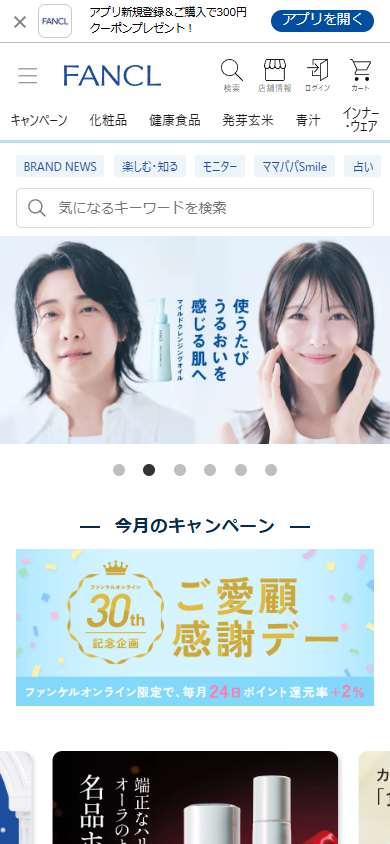 FANCL
アプリ新規登録&ご購入で300円
クーポンプレゼント!
アプリを開く
FANCL
検索
店舗情報
ログイン
カート
キャンペーン
化粧品
健康食品
発芽玄米
青汁
インナー
・ウェア
BRAND NEWS
楽しむ・知る
モニター
ママパパSmile
占い
気になるキーワードを検索
使うたび
うるおいを
感じる肌へ
マイルドクレンジングオイル
今月のキャンペーン
ファンケルオンライン
30th
記念企画
ご愛顧
感謝デー
ファンケルオンライン限定で、毎月24日ポイント還元率+2%
端正なハリ
オーラの
名品